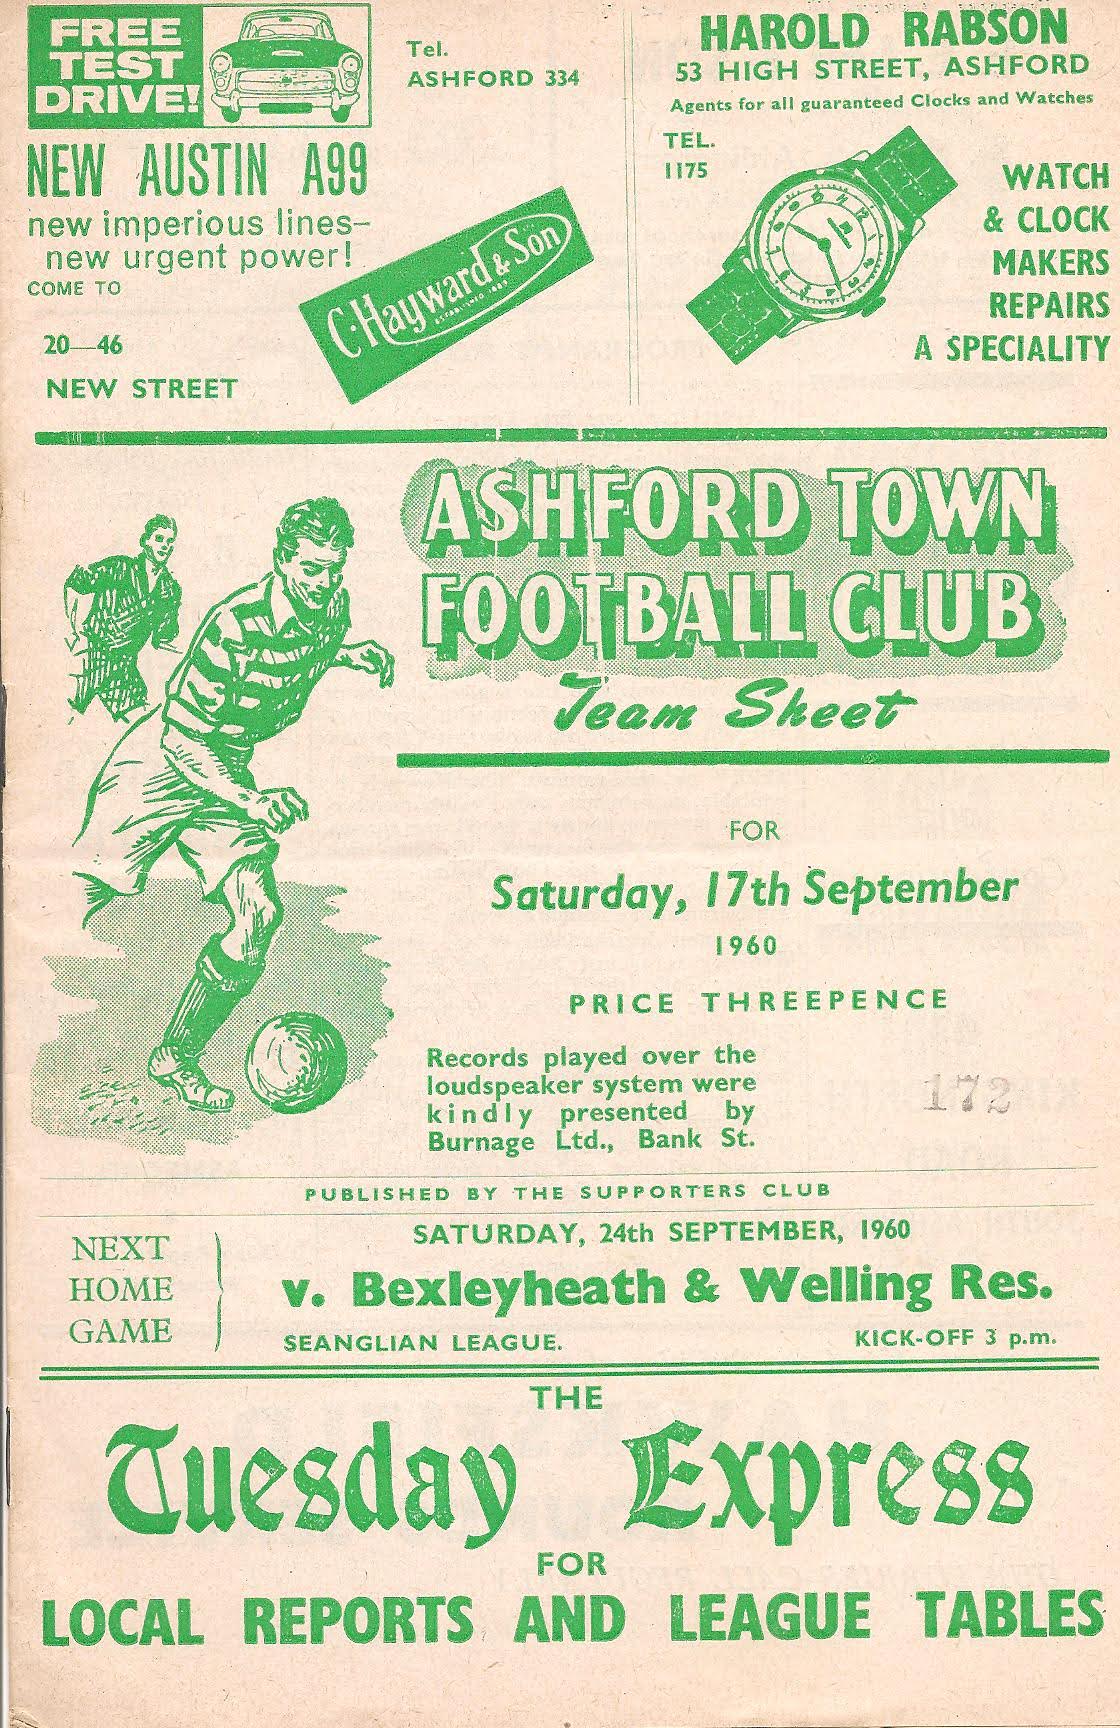 FREE
TEST
DRIVE!
Tel.
ASHFORD 334
NEW AUSTIN A99
new imperious lines-
new urgent power!
COME TO
20—46
NEW STREET
C. Hayward & Son
HAROLD RABSON
53 HIGH STREET, ASHFORD
Agents for all guaranteed Clocks and Watches
TEL.
1175
WATCH
& CLOCK
MAKERS
REPAIRS
A SPECIALITY
ASHFORD TOWN
FOOTBALL CLUB
Team Sheet
FOR
Saturday, 17th September
1960
PRICE THREEPENCE
Records played over the
loudspeaker system were
kindly presented by
Burnage Ltd., Bank St.
172
PUBLISHED BY THE SUPPORTERS CLUB
NEXT
HOME
GAME
SATURDAY, 24th SEPTEMBER, 1960
v. Bexleyheath & Welling Res.
SEANGLIAN LEAGUE.
KICK-OFF 3 p.m.
THE
Tuesday Express
FOR
LOCAL REPORTS AND LEAGUE TABLES